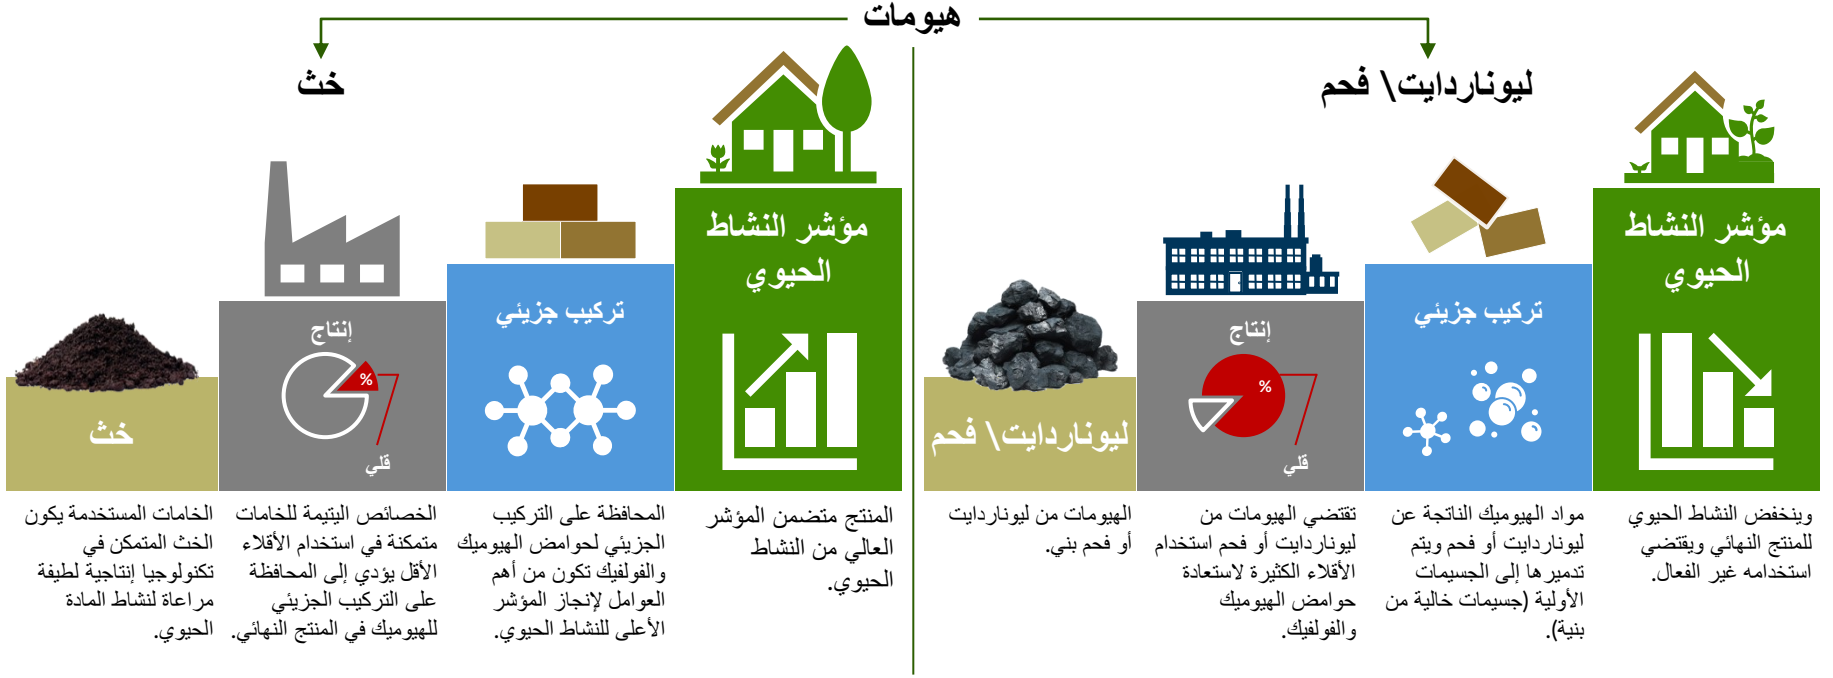 هيومات
خث
خث
إنتاج
%
قلي
تركيب جزيئي
مؤشر النشاط
الحيوي
الخامات المستخدمة يكون
الخث المتمكن في
تكنولوجيا إنتاجية لطيفة
مراعاة لنشاط المادة
الحيوي.
الخصائص اليتيمة للخامات
متمكنة في استخدام الأقلاء
الأقل يؤدي إلى المحافظة
على التركيب الجزيئي
للهيوميك في المنتج النهائي.
المحافظة على التركيب
الجزيئي لحوامض الهيوميك
والفولفيك تكون من أهم
العوامل لإنجاز المؤشر
الأعلى للنشاط الحيوي.
المنتج متضمن المؤشر
العالي من النشاط
الحيوي.
ليوناردايت\ فحم
ليوناردايت\ فحم
إنتاج
%
قلي
تركيب جزيئي
مؤشر النشاط
الحيوي
الهيومات من ليوناردايت
أو فحم بني.
تقتضي الهيومات من
ليوناردايت أو فحم استخدام
الأقلاء الكثيرة لاستعادة
حوامض الهيوميك
والفولفيك.
مواد الهيوميك الناتجة عن
ليوناردايت أو فحم ويتم
تدميرها إلى الجسيمات
الأولية (جسيمات خالية من
بنية).
وينخفض النشاط الحيوي
للمنتج النهائي ويقتضي
استخدامه غير الفعال.